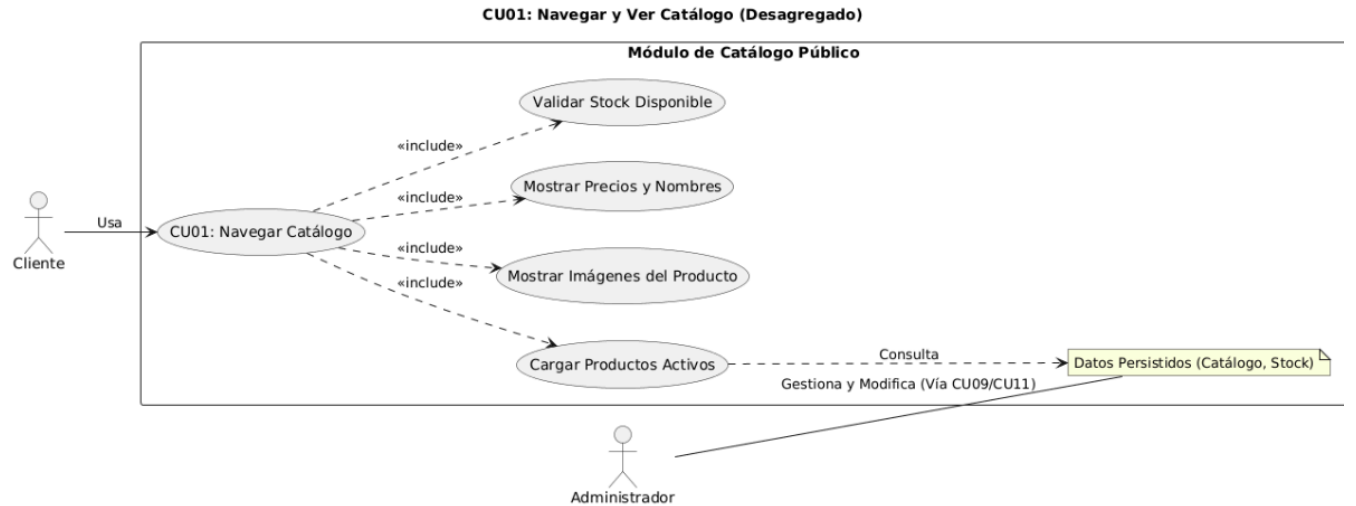 CU01: Navegar y Ver Catálogo (Desagregado)
Módulo de Catálogo Público
Validar Stock Disponible
«include»
Mostrar Precios y Nombres
«include»
Usa
CU01: Navegar Catálogo
Cliente
«include»
Mostrar Imágenes del Producto
«include»
Cargar Productos Activos
Consulta
Datos Persistidos (Catálogo, Stock)
Gestiona y Modifica (Vía CU09/CU11)
Administrador